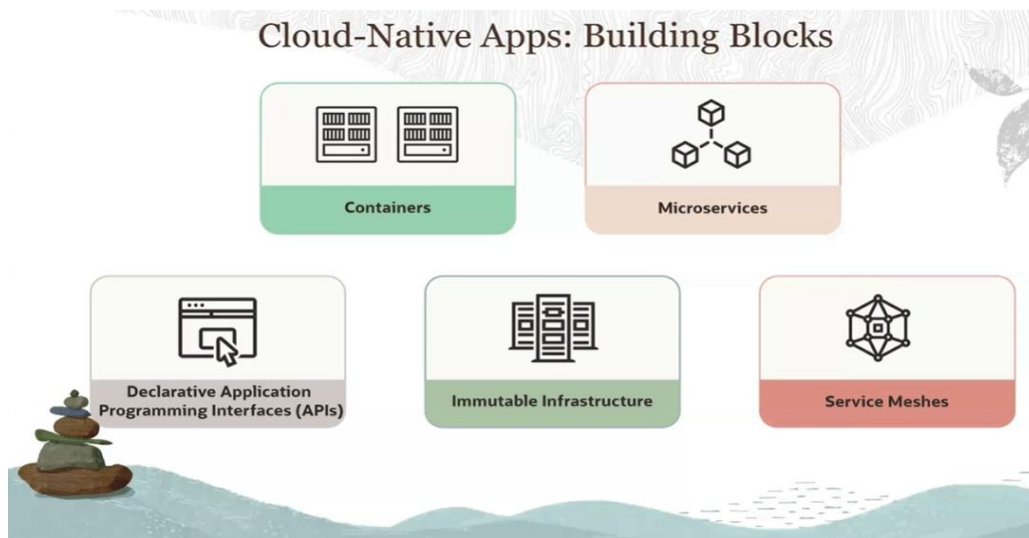 Cloud-Native Apps: Building Blocks
Containers
Microservices
Declarative Application
Programming Interfaces (APIs)
Immutable Infrastructure
Service Meshes